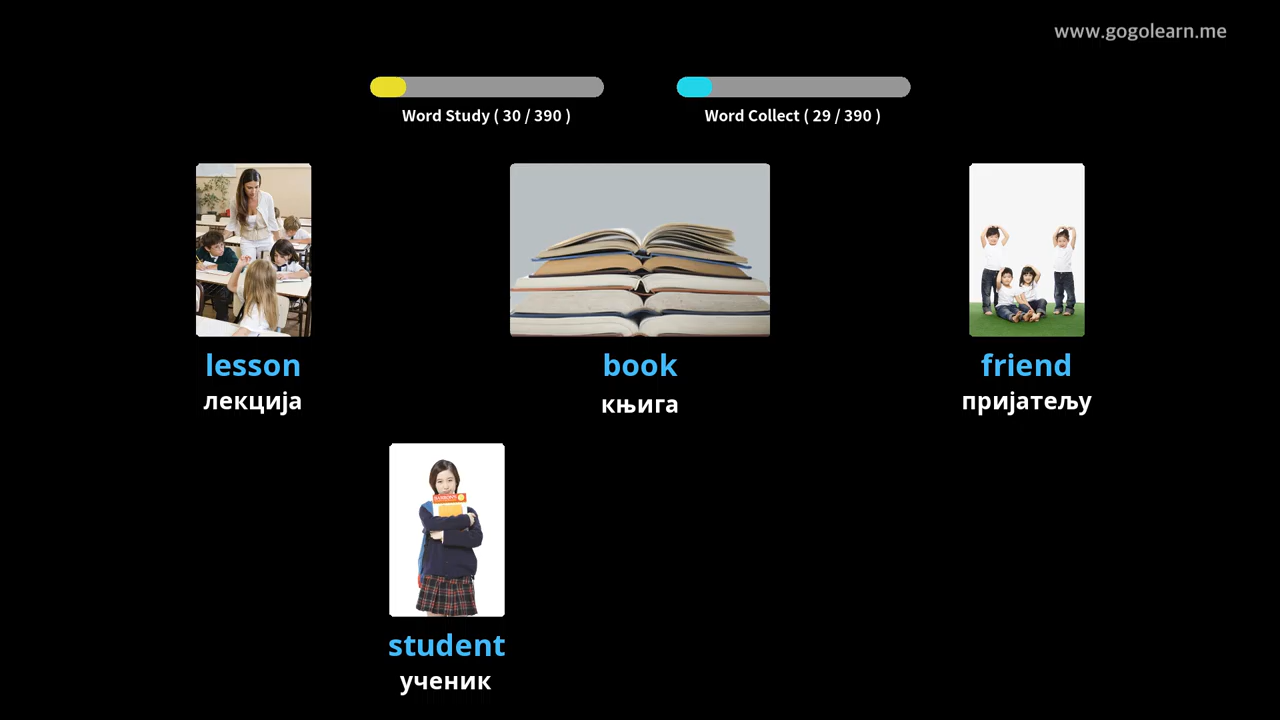 www.gogolearn.me
Word Study ( 30 / 390 )
Word Collect ( 29 / 390 )
lesson
лекција
book
књига
friend
пријатељу
student
ученик